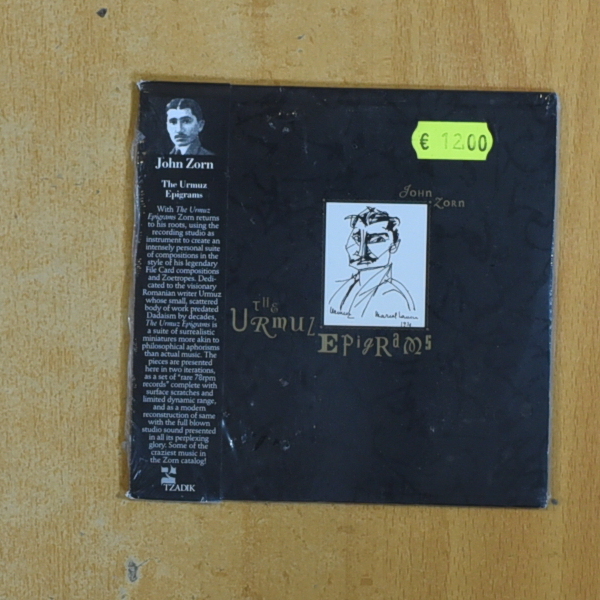 John Zorn
The Urmuz
Epigrams
With The Urmuz
Epigrams Zorn returns
to his roots, using the
recording studio as
instrument to create an
intensely personal suite
of compositions in the
style of his legendary
File Card compositions
and Zoetropes. Dedi-
cated to the visionary
Romanian writer Urmuz
whose small, scattered
body of work predated
Dadaism by decades,
The Urmuz Epigrams is
a suite of surrealistic
miniatures more akin to
philosophical aphorisms
than actual music. The
pieces are presented
here in two iterations,
as a set of "rare 78rpm
records" complete with
surface scratches and
limited dynamic range,
and as a modern
reconstruction of same
with the full blown
studio sound presented
in all its perplexing
glory. Some of the
craziest music in
the Zorn catalog!
TZADIK
€ 12.00
John
Zorn
Marcel
The
Urmuz
Epigrams